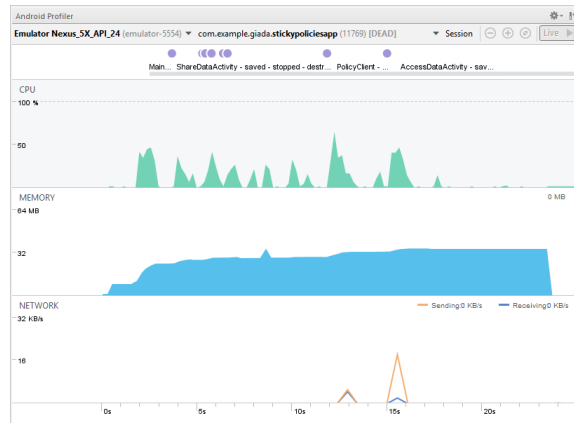 Android Profiler
Emulator Nexus_5X_API_24 (emulator-5554) com.example.giada.stickypoliciesapp (11769) [DEAD] Session Live
Main... ShareDataActivity - saved - stopped - destr... PolicyClient - ... AccessDataActivity - sav...
CPU
100 %
50
MEMORY
64 MB
0 MB
32
NETWORK
Sending:0 KB/s Receiving:0 KB/s
32 KB/s
16
0s 5s 10s 15s 20s